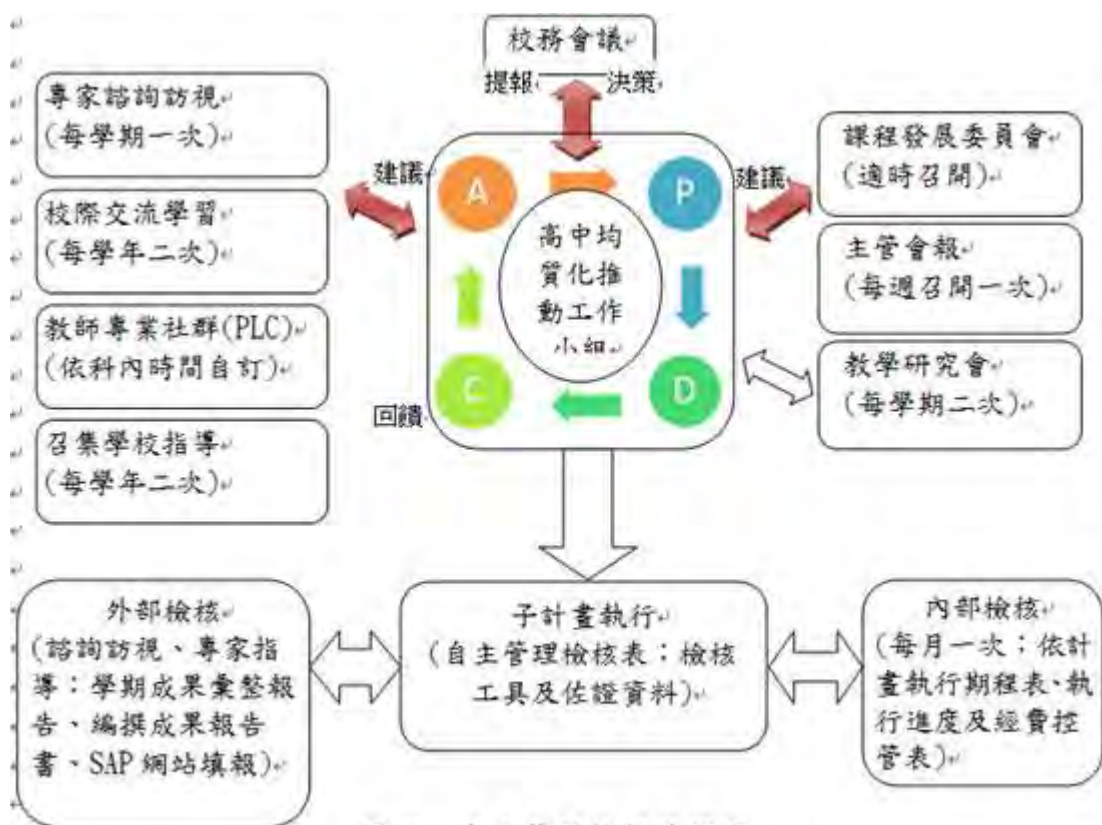 校務會議
提報 決策
專家諮詢訪視
(每學期一次)
建議
校際交流學習
(每學年二次)
教師專業社群(PLC)
(依科內時間自訂)
召集學校指導
(每學年二次)
回饋
A
P
C
D
高中均
質化推
動工作
小組
建議
課程發展委員會
(適時召開)
主管會報
(每週召開一次)
教學研究會
(每學期二次)
外部檢核
(諮詢訪視、專家指
導：學期成果彙整報
告、編撰成果報告
書、SAP 網站填報)
子計畫執行
(自主管理檢核表；檢核
工具及佐證資料)
內部檢核
(每月一次；依計
畫執行期程表、執
行進度及經費控
管表)